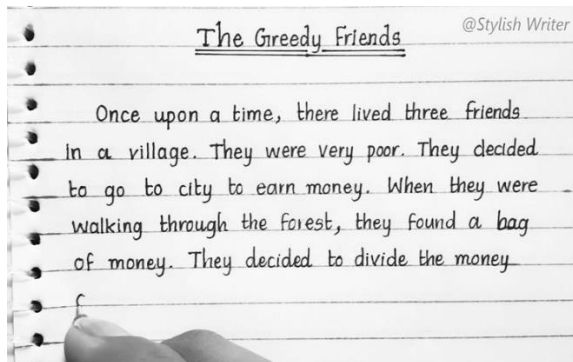 @Stylish Writer
The Greedy Friends
Once upon a time, there lived three friends
in a village. They were very poor. They decided
to go to city to earn money. When they were
walking through the forest, they found a bag
of money. They decided to divide the money